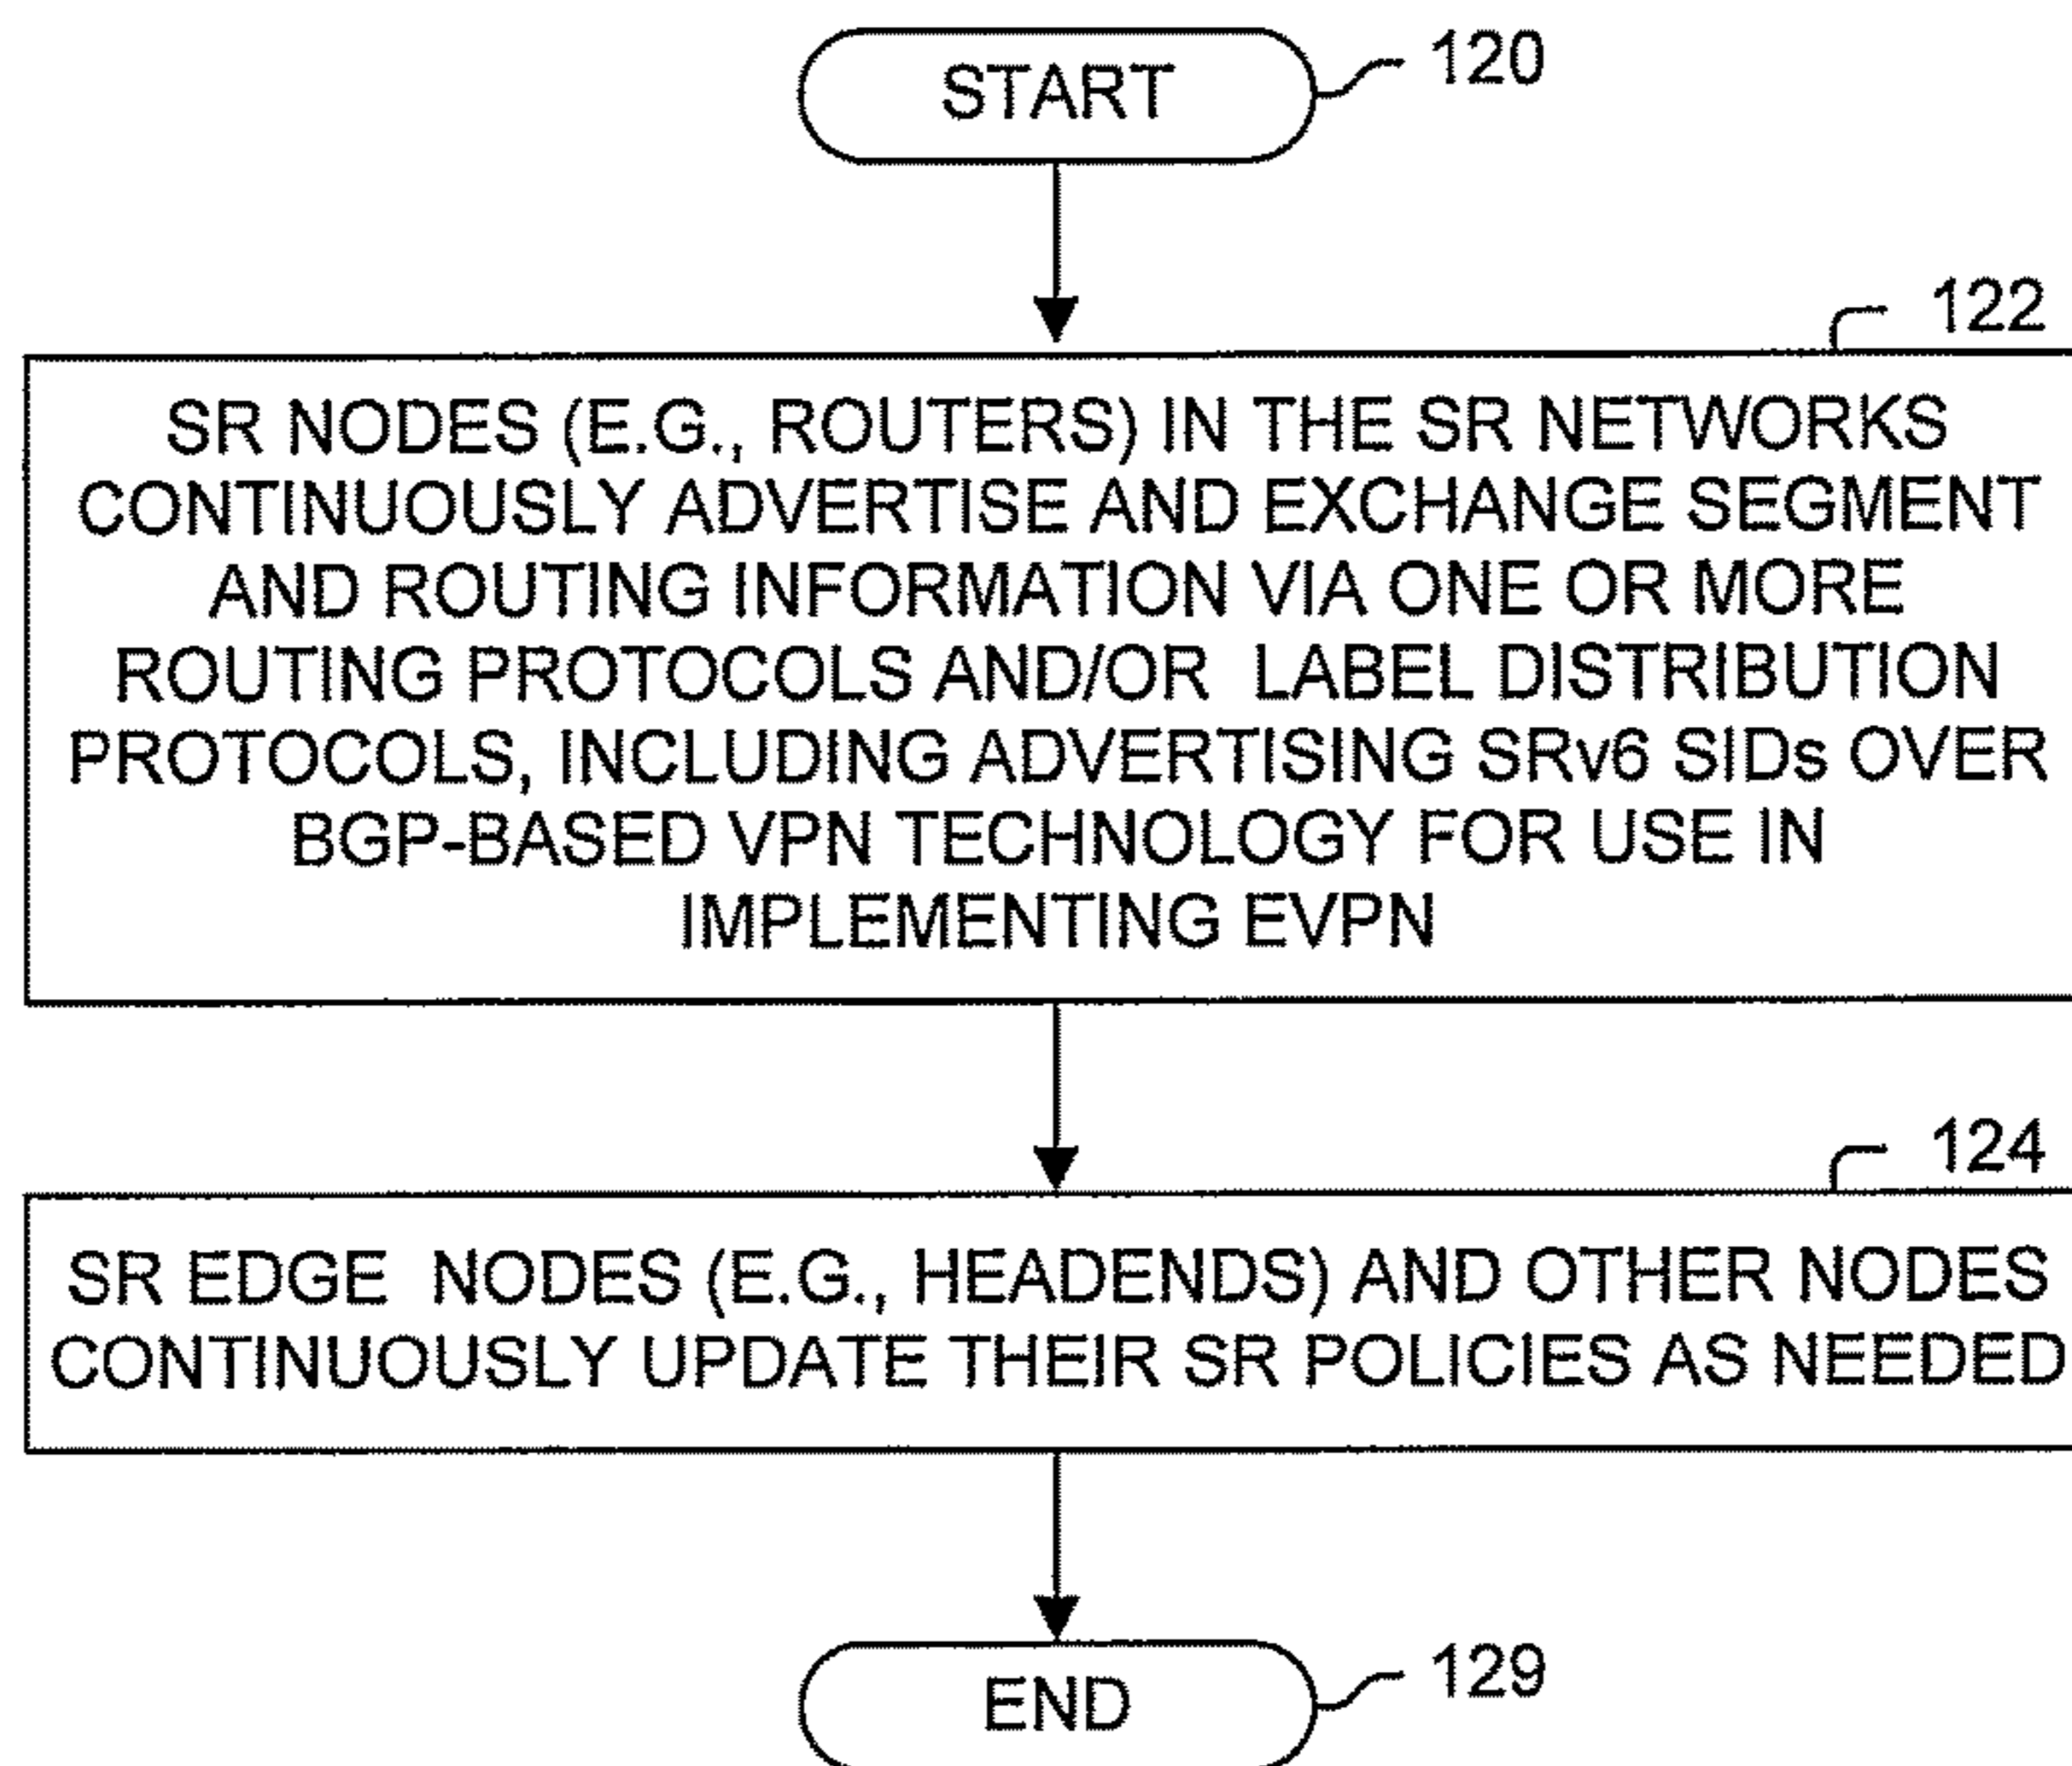 START
120
122
SR NODES (E.G., ROUTERS) IN THE SR NETWORKS
CONTINUOUSLY ADVERTISE AND EXCHANGE SEGMENT
AND ROUTING INFORMATION VIA ONE OR MORE
ROUTING PROTOCOLS AND/OR LABEL DISTRIBUTION
PROTOCOLS, INCLUDING ADVERTISING SRv6 SIDs OVER
BGP-BASED VPN TECHNOLOGY FOR USE IN
IMPLEMENTING EVPN
124
SR EDGE NODES (E.G., HEADENDS) AND OTHER NODES
CONTINUOUSLY UPDATE THEIR SR POLICIES AS NEEDED
END
129